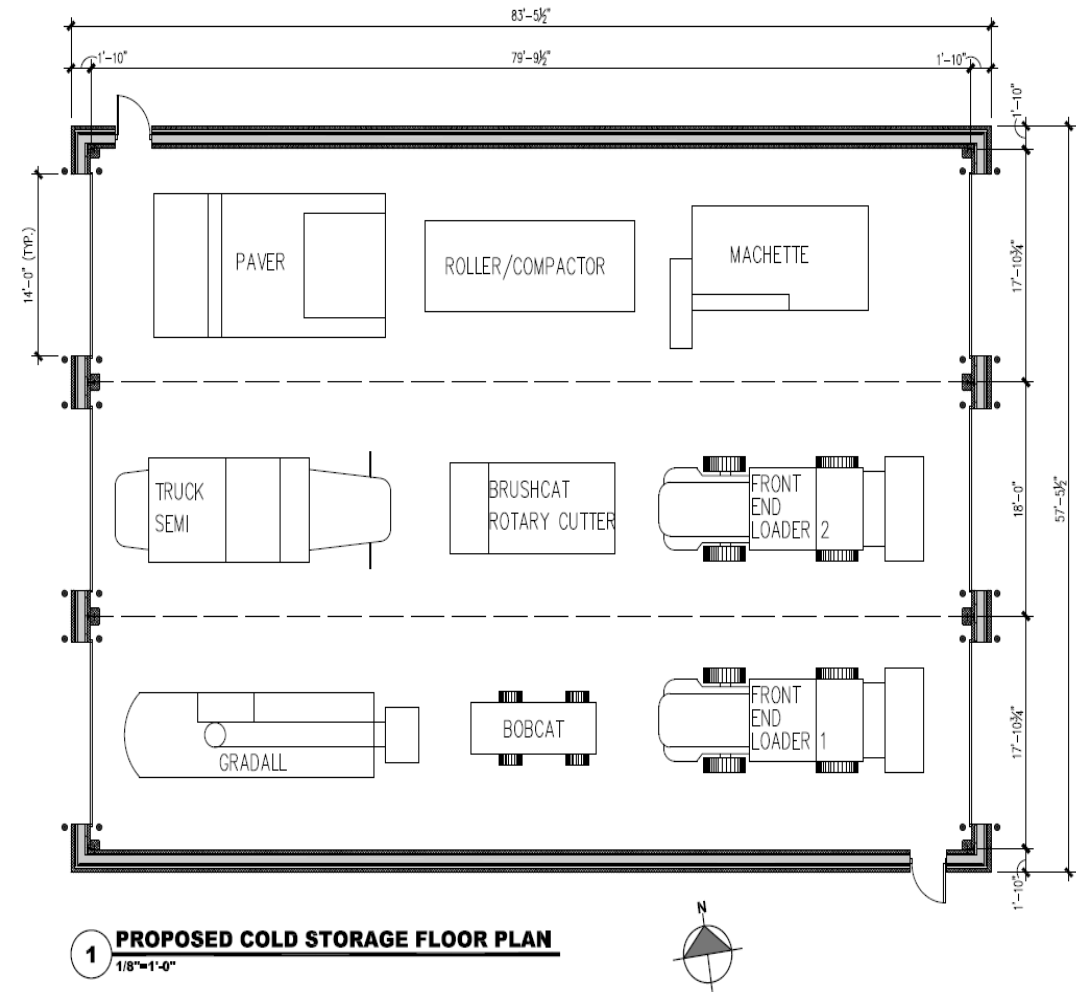 83'-5½"
1'-10"
79'-9½"
1'-10"
1'-10"
14'-0" (TYP.)
PAVER
ROLLER/COMPACTOR
MACHETTE
17'-10¾"
TRUCK
SEMI
BRUSHCAT
ROTARY CUTTER
FRONT
END
LOADER 2
18'-0"
57'-5½"
GRADALL
BOBCAT
FRONT
END
LOADER 1
17'-10¾"
1'-10"
1 PROPOSED COLD STORAGE FLOOR PLAN
1/8"=1'-0"
N